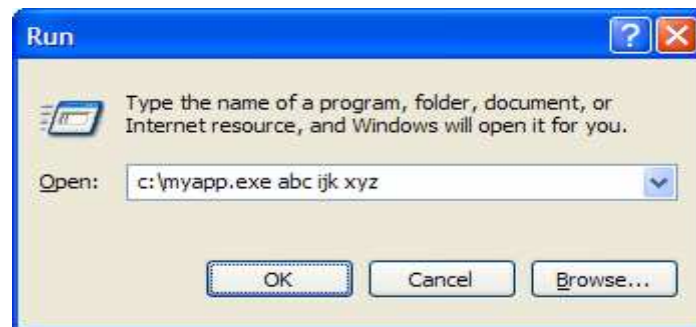 Run
Type the name of a program, folder, document, or
Internet resource, and Windows will open it for you.
Open: c:\myapp.exe abc ijk xyz
OK Cancel Browse...